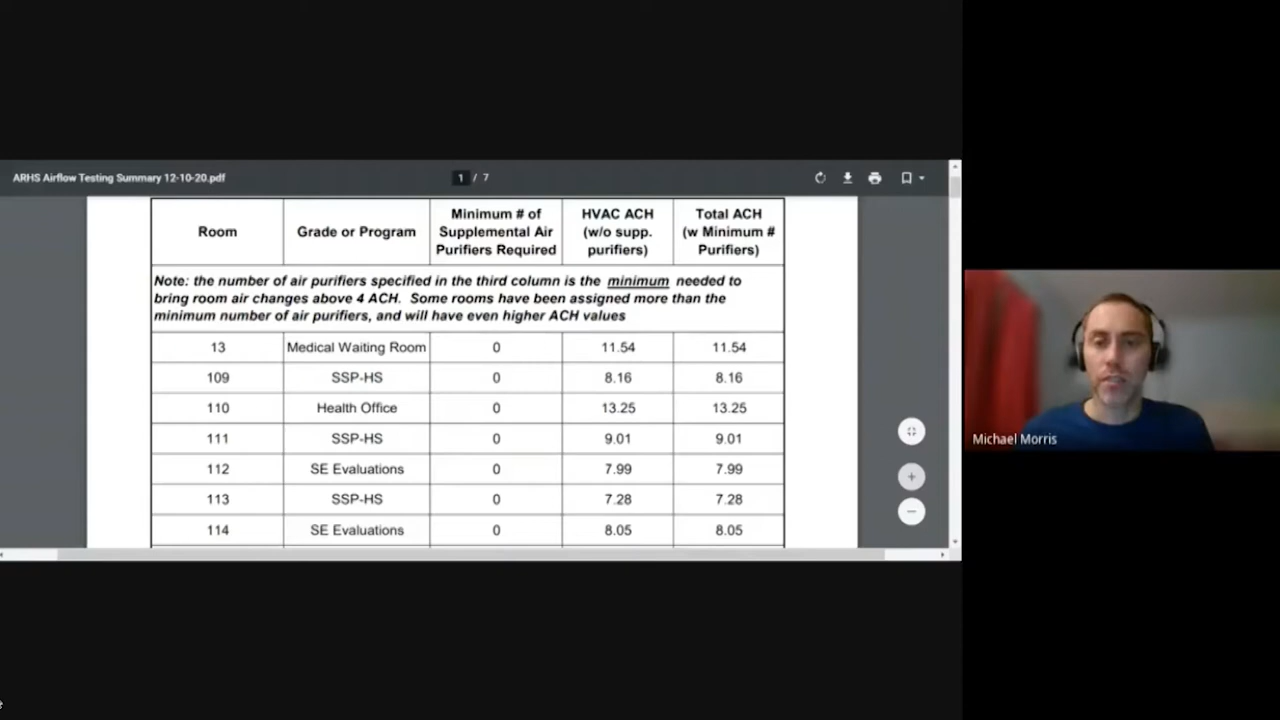 ARHS Airflow Testing Summary 12-10-20.pdf
1 / 7
Room
Grade or Program
Minimum # of
Supplemental Air
Purifiers Required
HVAC ACH
(w/o supp.
purifiers)
Total ACH
(w Minimum #
Purifiers)
Note: the number of air purifiers specified in the third column is the minimum needed to
bring room air changes above 4 ACH. Some rooms have been assigned more than the
minimum number of air purifiers, and will have even higher ACH values
13 Medical Waiting Room 0 11.54 11.54
109 SSP-HS 0 8.16 8.16
110 Health Office 0 13.25 13.25
111 SSP-HS 0 9.01 9.01
112 SE Evaluations 0 7.99 7.99
113 SSP-HS 0 7.28 7.28
114 SE Evaluations 0 8.05 8.05
Michael Morris